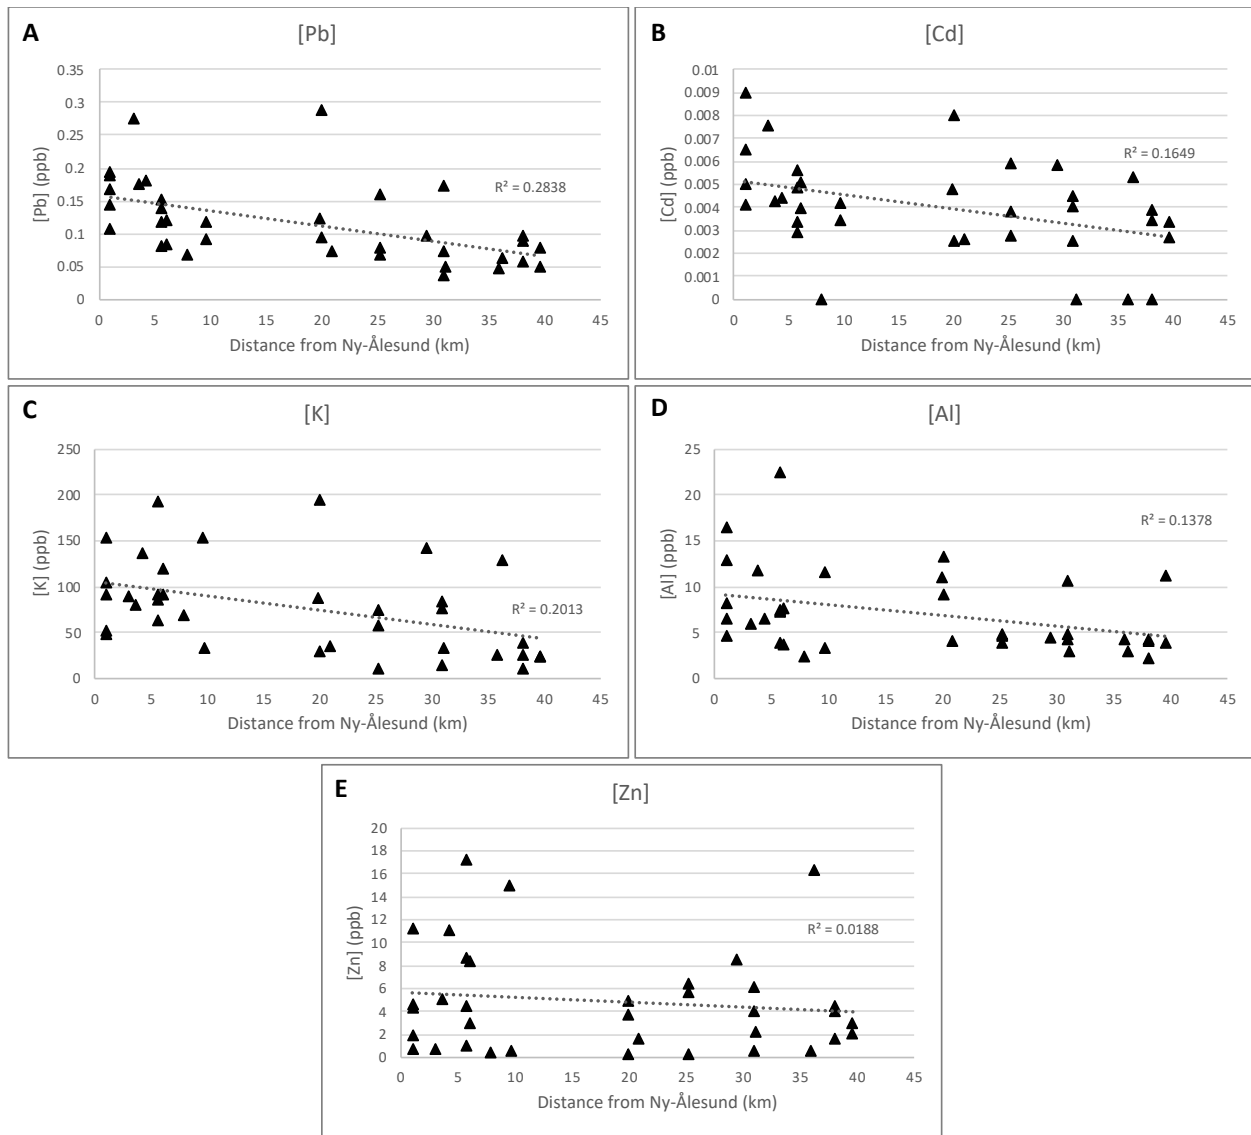 A
[Pb]
[Pb] (ppb)
0.35
0.3
0.25
0.2
0.15
0.1
0.05
0
R² = 0.2838
0 5 10 15 20 25 30 35 40 45
Distance from Ny-Ålesund (km)
B
[Cd]
[Cd] (ppb)
0.01
0.009
0.008
0.007
0.006
0.005
0.004
0.003
0.002
0.001
0
R² = 0.1649
0 5 10 15 20 25 30 35 40 45
Distance from Ny-Ålesund (km)
C
[K]
[K] (ppb)
250
200
150
100
50
0
R² = 0.2013
0 5 10 15 20 25 30 35 40 45
Distance from Ny-Ålesund (km)
D
[Al]
[Al] (ppb)
25
20
15
10
5
0
R² = 0.1378
0 5 10 15 20 25 30 35 40 45
Distance from Ny-Ålesund (km)
E
[Zn]
[Zn] (ppb)
20
18
16
14
12
10
8
6
4
2
0
R² = 0.0188
0 5 10 15 20 25 30 35 40 45
Distance from Ny-Ålesund (km)